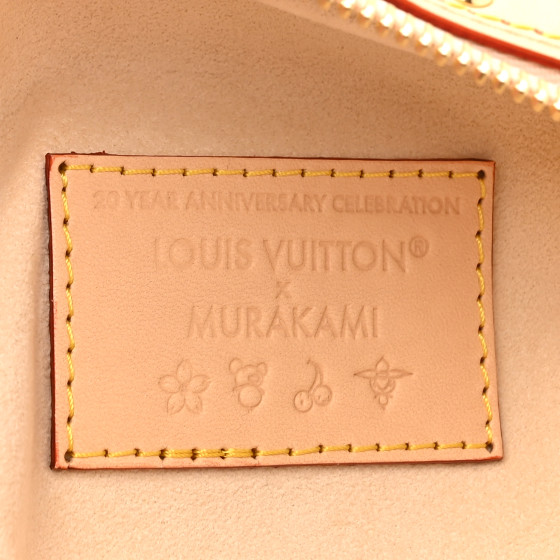 20 YEAR ANNIVERSARY CELEBRATION
LOUIS VUITTON®
X
MURAKAMI